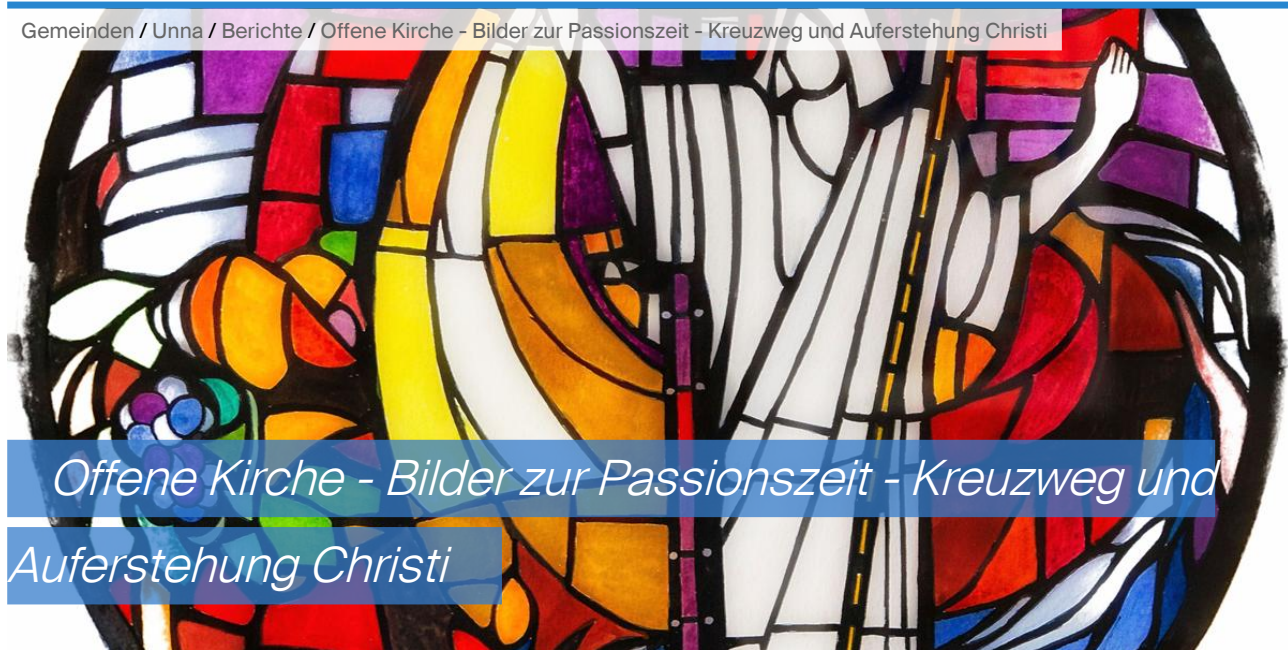 Gemeinden / Unna / Berichte / Offene Kirche - Bilder zur Passionszeit - Kreuzweg und Auferstehung Christi
Offene Kirche - Bilder zur Passionszeit - Kreuzweg und
Auferstehung Christi